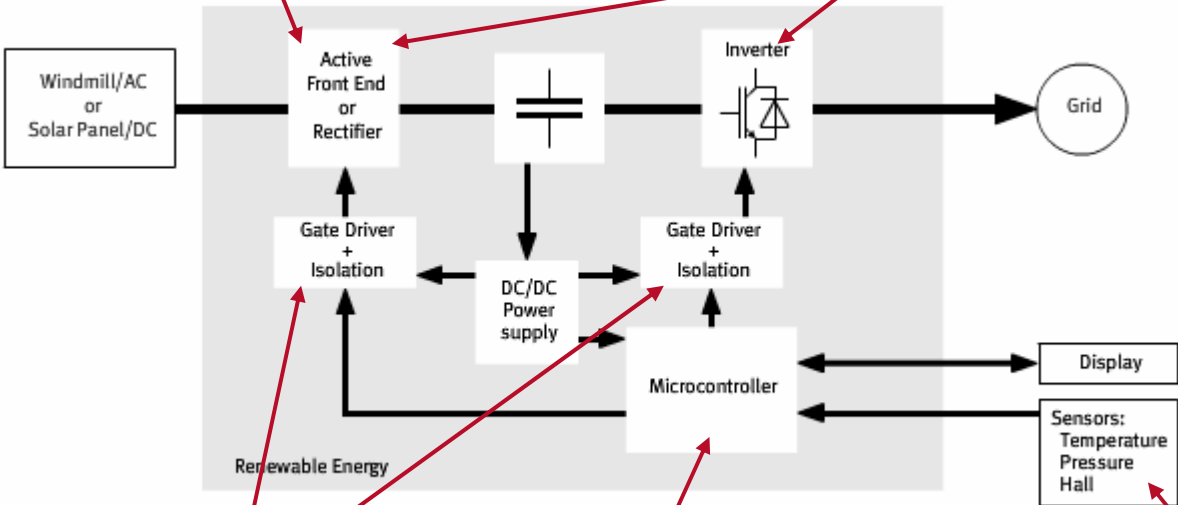 Windmill/AC
or
Solar Panel/DC
Active
Front End
or
Rectifier
Inverter
Grid
Gate Driver
+
Isolation
DC/DC
Power
supply
Gate Driver
+
Isolation
Microcontroller
Display
Sensors:
Temperature
Pressure
Hall
Renewable Energy